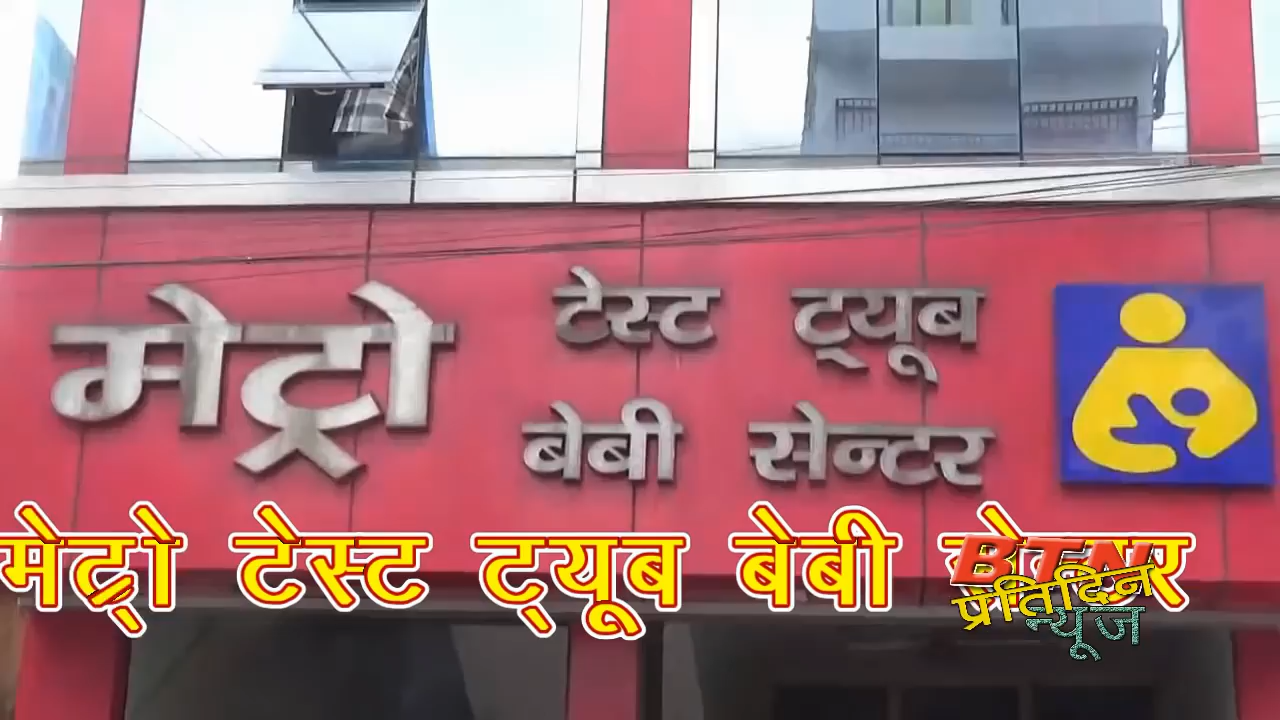 मेट्रो
टेस्ट ट्यूब
बेबी सेन्टर
मेट्रो टेस्ट ट्यूब बेबी
BTN
प्रतिदिन
न्यूज